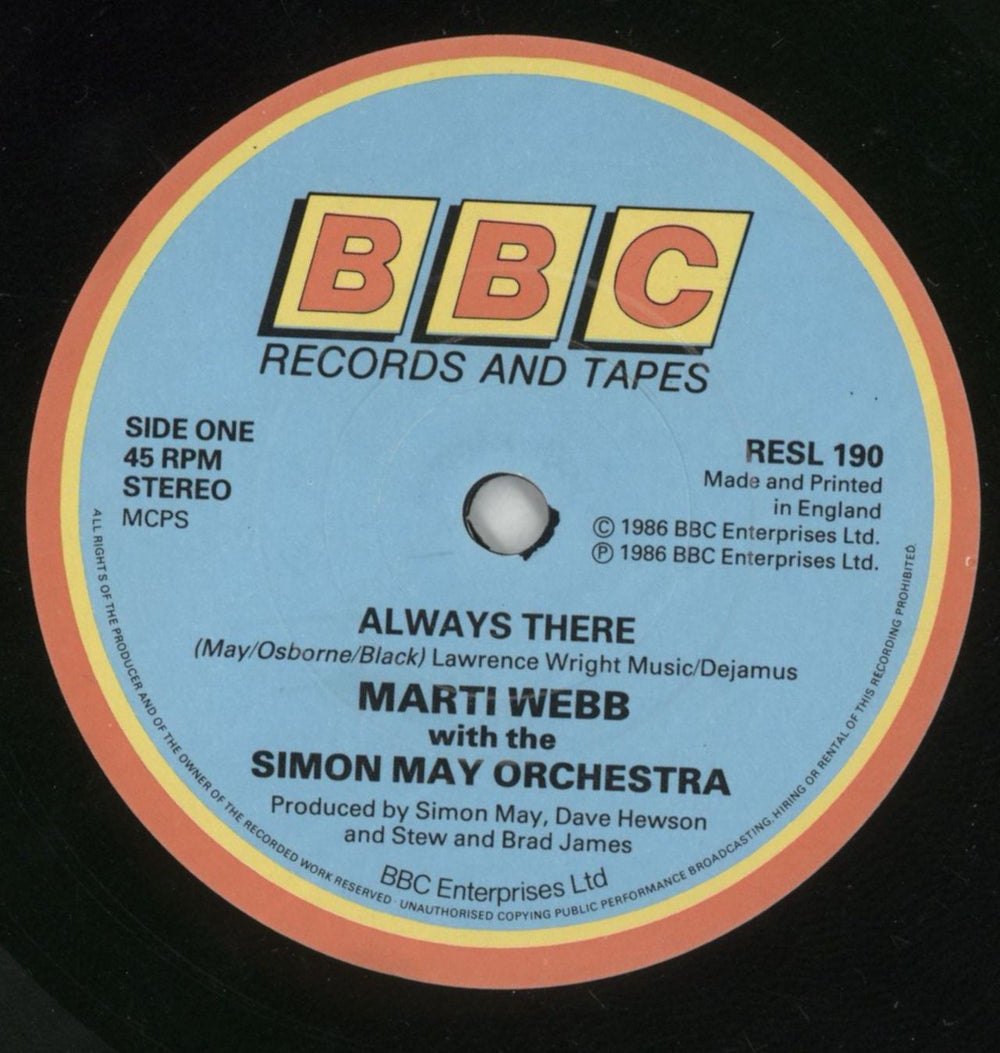 BBC
RECORDS AND TAPES
SIDE ONE
45 RPM
STEREO
MCPS
RESL 190
Made and Printed
in England
© 1986 BBC Enterprises Ltd.
℗ 1986 BBC Enterprises Ltd.
ALWAYS THERE
(May/Osborne/Black) Lawrence Wright Music/Dejamus
MARTI WEBB
with the
SIMON MAY ORCHESTRA
Produced by Simon May, Dave Hewson
and Stew and Brad James
BBC Enterprises Ltd
ALL RIGHTS OF THE PRODUCER AND OF THE OWNER OF THE RECORDED WORK RESERVED · UNAUTHORISED COPYING PUBLIC PERFORMANCE BROADCASTING, HIRING OR RENTAL OF THIS RECORDING PROHIBITED.